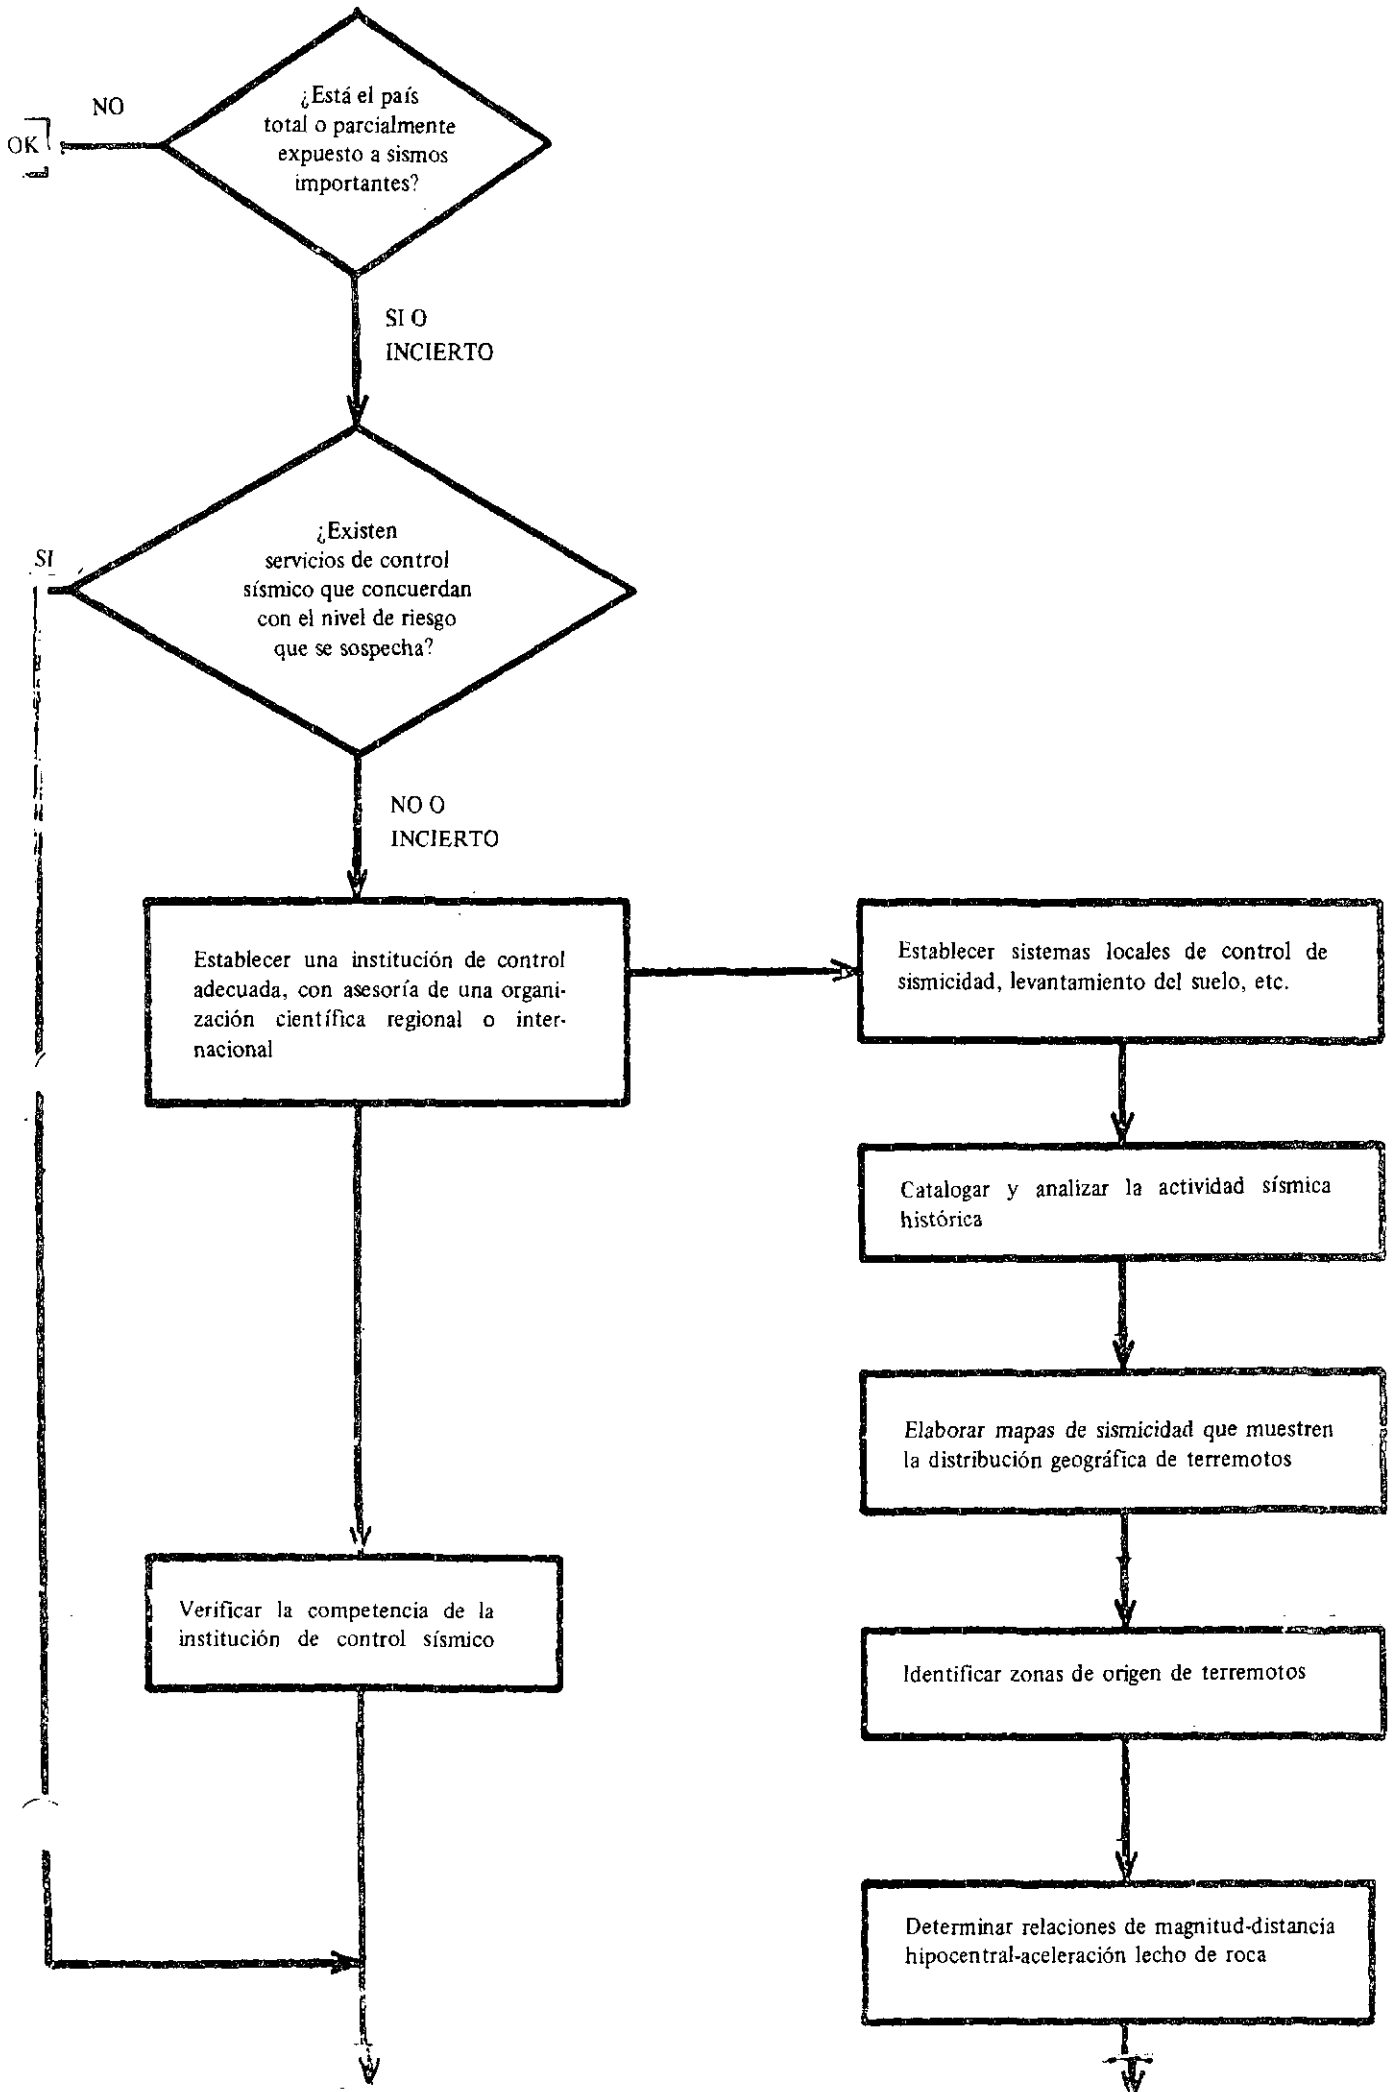 ¿Está el país
total o parcialmente
expuesto a sismos
importantes?
NO
OK
SI O
INCIERTO
¿Existen
servicios de control
sísmico que concuerdan
con el nivel de riesgo
que se sospecha?
SI
NO O
INCIERTO
Establecer una institución de control
adecuada, con asesoría de una organi-
zación científica regional o inter-
nacional
Establecer sistemas locales de control de
sismicidad, levantamiento del suelo, etc.
Catalogar y analizar la actividad sísmica
histórica
Elaborar mapas de sismicidad que muestren
la distribución geográfica de terremotos
Verificar la competencia de la
institución de control sísmico
Identificar zonas de origen de terremotos
Determinar relaciones de magnitud-distancia
hipocentral-aceleración lecho de roca